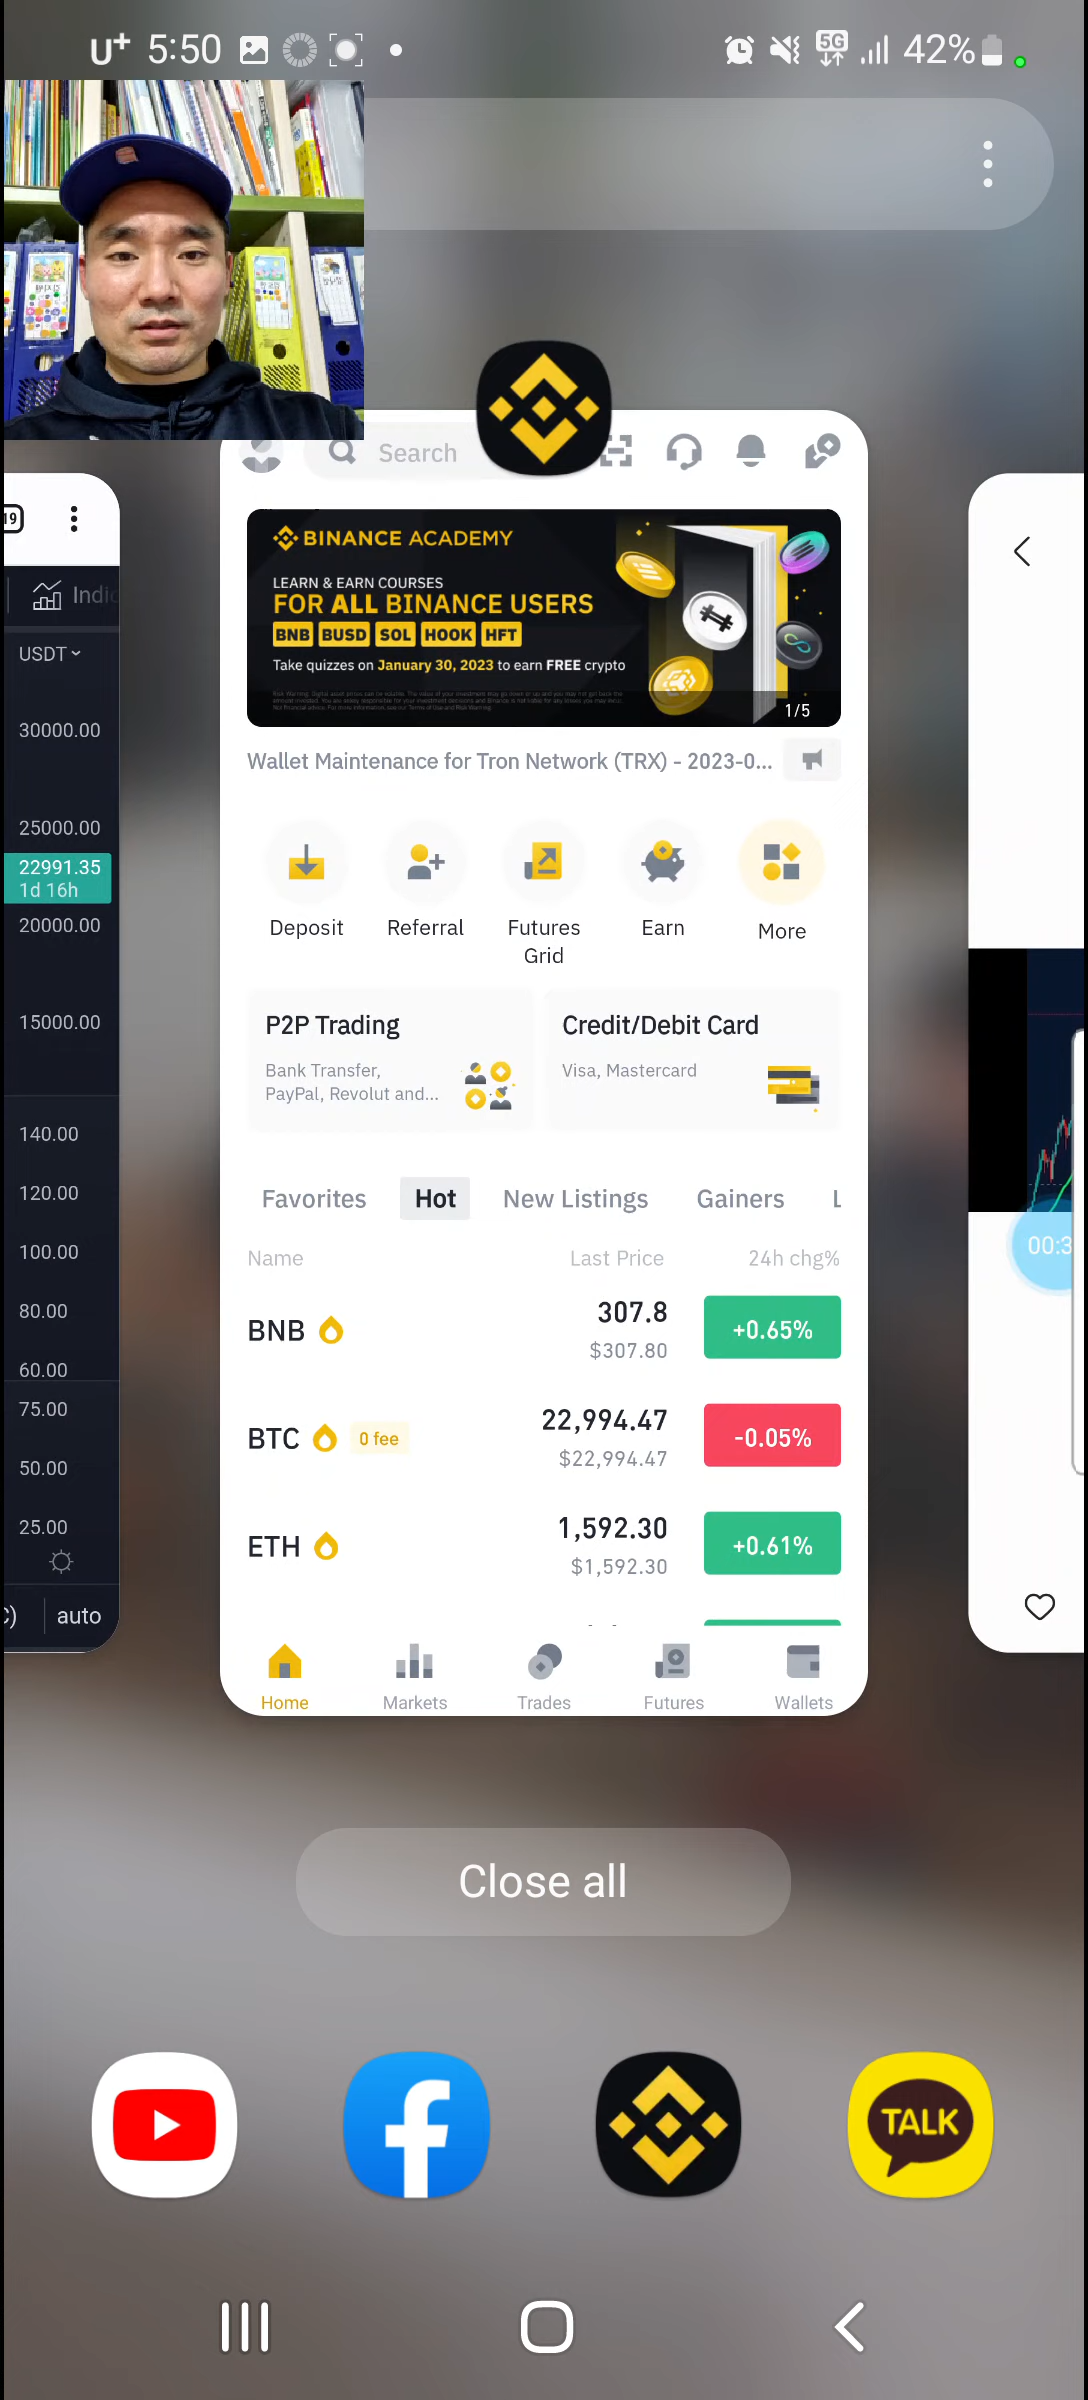 U+ 5:50
5G 42%
Search
BINANCE ACADEMY
LEARN & EARN COURSES
FOR ALL BINANCE USERS
BNB BUSD SOL HOOK HFT
Take quizzes on January 30, 2023 to earn FREE crypto
1/5
Wallet Maintenance for Tron Network (TRX) - 2023-0...
Deposit Referral Futures Grid Earn More
P2P Trading
Bank Transfer,
PayPal, Revolut and...
Credit/Debit Card
Visa, Mastercard
Favorites Hot New Listings Gainers L
Name Last Price 24h chg%
BNB 307.8 +0.65%
$307.80
BTC 0 fee 22,994.47 -0.05%
$22,994.47
ETH 1,592.30 +0.61%
$1,592.30
Home Markets Trades Futures Wallets
19
Indic
USDT
30000.00
25000.00
22991.35
1d 16h
20000.00
15000.00
140.00
120.00
100.00
80.00
60.00
75.00
50.00
25.00
auto
00:3
Close all
TALK